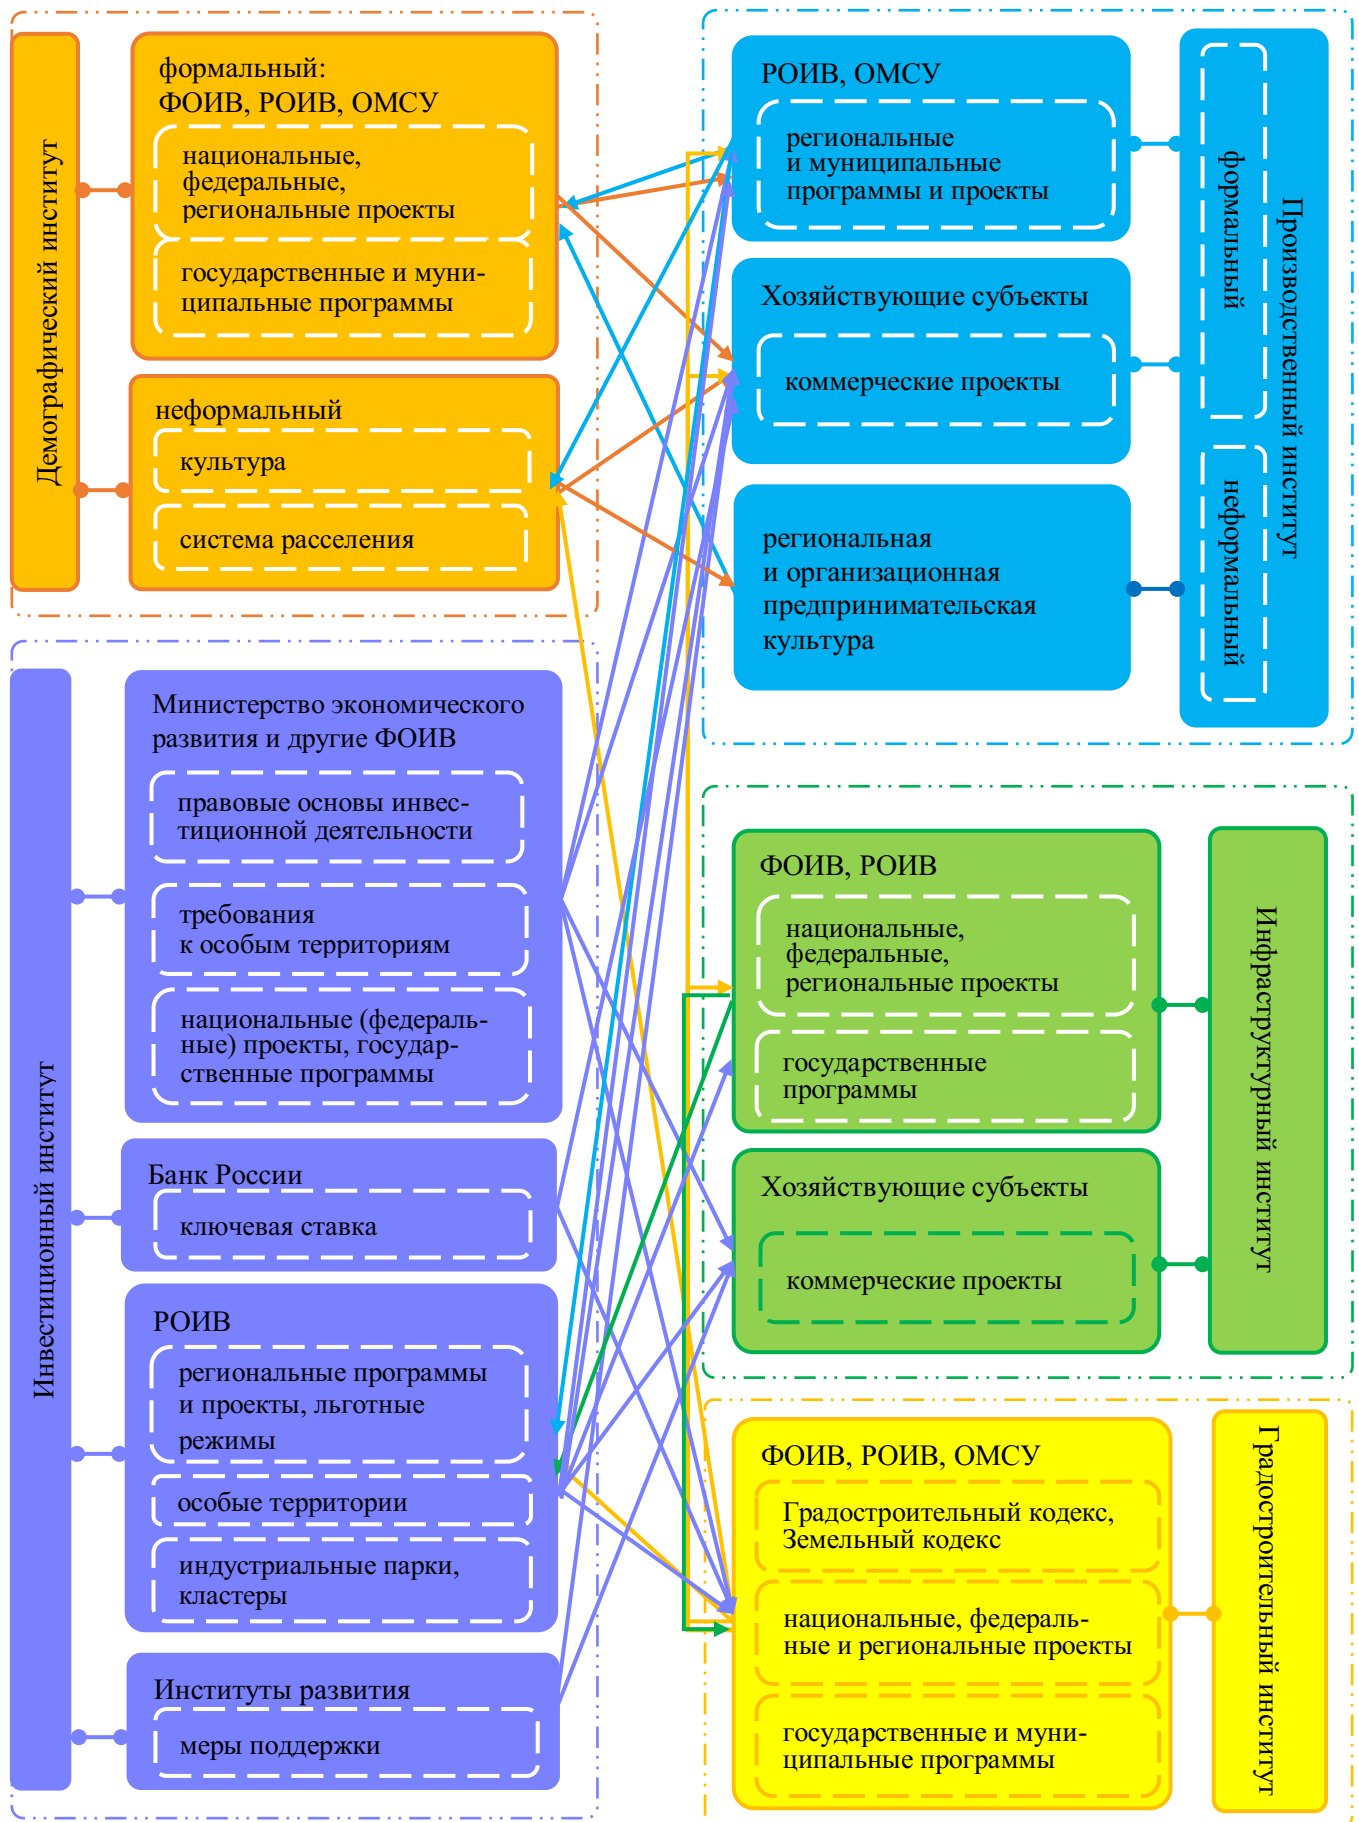 Демографический институт
формальный:
ФОИВ, РОИВ, ОМСУ
национальные,
федеральные,
региональные проекты
государственные и муни-
ципальные программы
неформальный
культура
система расселения
Инвестиционный институт
Министерство экономического
развития и другие ФОИВ
правовые основы инвес-
тиционной деятельности
требования
к особым территориям
национальные (федераль-
ные) проекты, государ-
ственные программы
Банк России
ключевая ставка
РОИВ
региональные программы
и проекты, льготные
режимы
особые территории
индустриальные парки,
кластеры
Институты развития
меры поддержки
РОИВ, ОМСУ
региональные
и муниципальные
программы и проекты
Хозяйствующие субъекты
коммерческие проекты
региональная
и организационная
предпринимательская
культура
формальный
неформальный
Производственный институт
ФОИВ, РОИВ
национальные,
федеральные,
региональные проекты
государственные
программы
Хозяйствующие субъекты
коммерческие проекты
Инфраструктурный институт
ФОИВ, РОИВ, ОМСУ
Градостроительный кодекс,
Земельный кодекс
национальные, федераль-
ные и региональные проекты
государственные и муни-
ципальные программы
Градостроительный институт